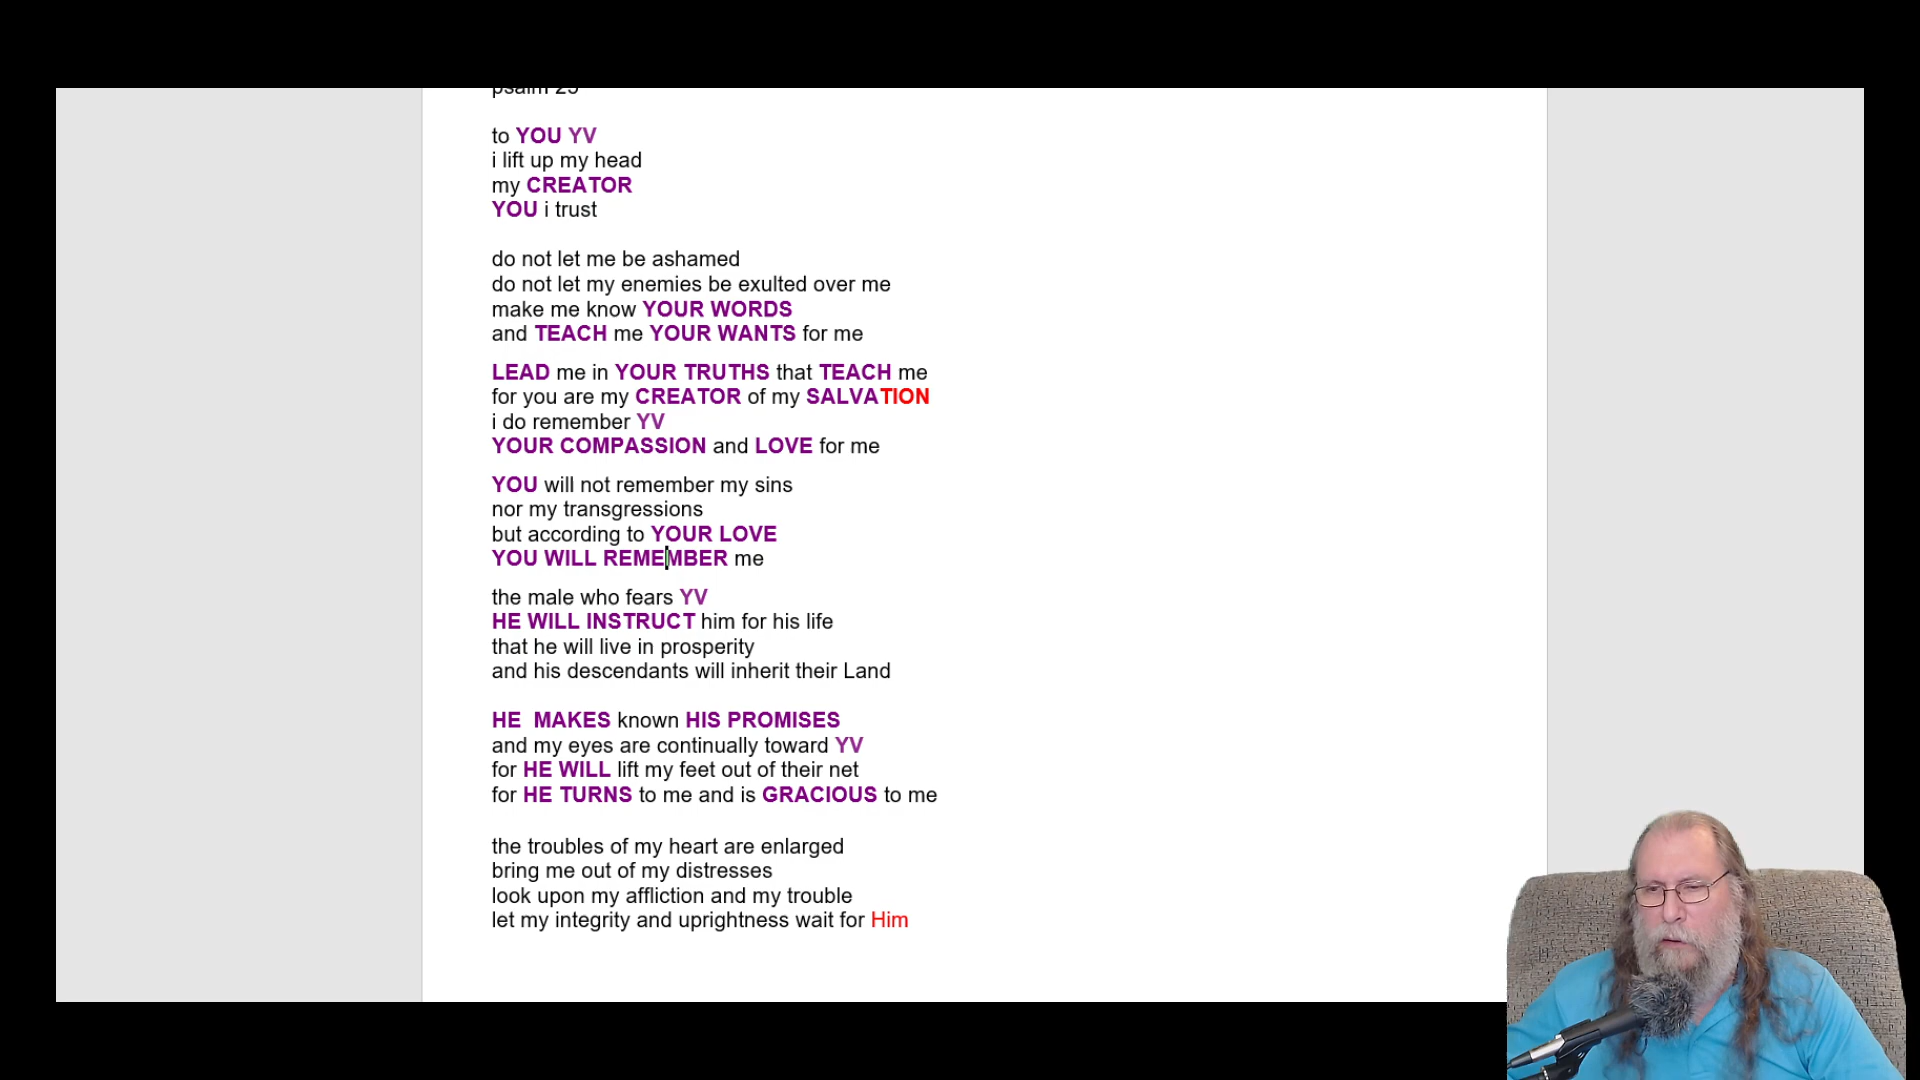 psalm 25
to YOU YV
i lift up my head
my CREATOR
YOU i trust
do not let me be ashamed
do not let my enemies be exulted over me
make me know YOUR WORDS
and TEACH me YOUR WANTS for me
LEAD me in YOUR TRUTHS that TEACH me
for you are my CREATOR of my SALVATION
i do remember YV
YOUR COMPASSION and LOVE for me
YOU will not remember my sins
nor my transgressions
but according to YOUR LOVE
YOU WILL REMEMBER me
the male who fears YV
HE WILL INSTRUCT him for his life
that he will live in prosperity
and his descendants will inherit their Land
HE  MAKES known HIS PROMISES
and my eyes are continually toward YV
for HE WILL lift my feet out of their net
for HE TURNS to me and is GRACIOUS to me
the troubles of my heart are enlarged
bring me out of my distresses
look upon my affliction and my trouble
let my integrity and uprightness wait for Him